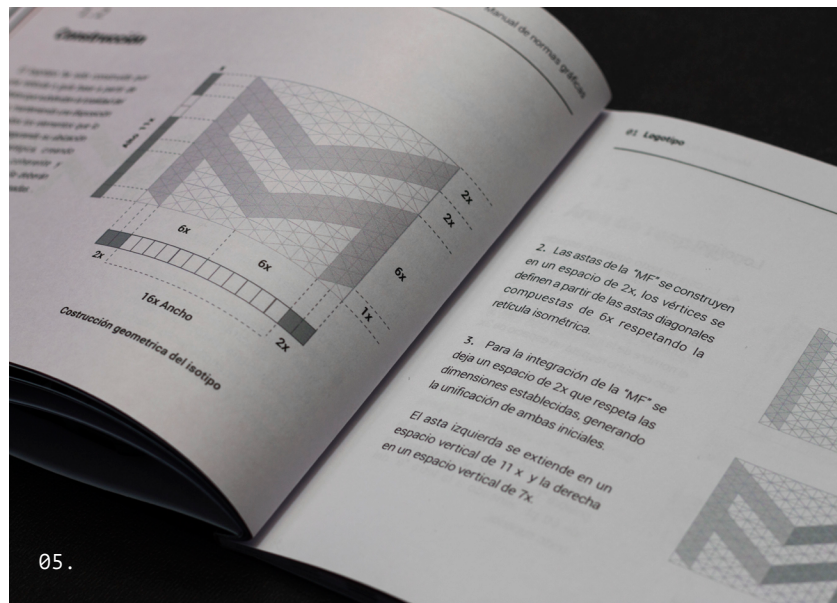 Manual de normas gráficas
Construcción
Alto 11x
2x
2x
6x
1x
6x
6x
2x
16x Ancho
2x
Costrucción geometrica del isotipo
01 Logotipo
2. Las astas de la "MF" se construyen
en un espacio de 2x, los vértices se
definen a partir de las astas diagonales
compuestas de 6x respetando la
retícula isométrica.
3. Para la integración de la "MF" se
deja un espacio de 2x que respeta las
dimensiones establecidas, generando
la unificación de ambas iniciales.
El asta izquierda se extiende en un
espacio vertical de 11 x y la derecha
en un espacio vertical de 7x.
05.